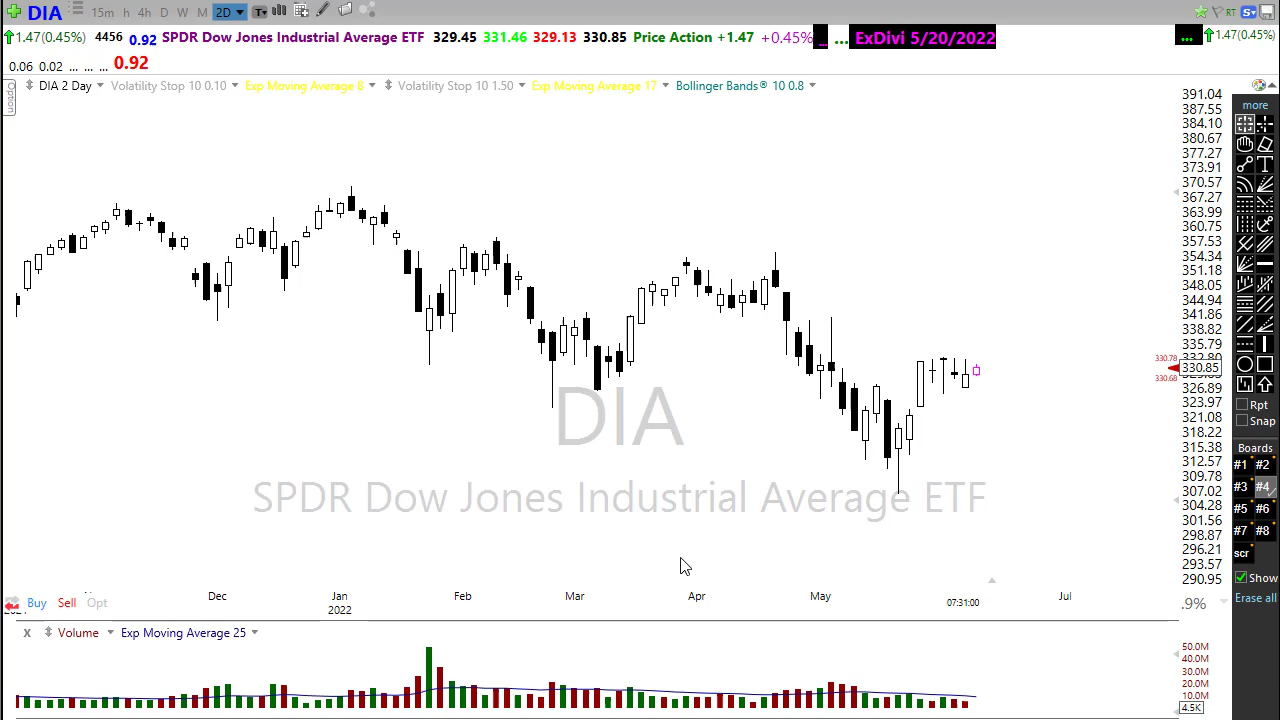 DIA 15m h 4h D W M 2D T RT S
1.47(0.45%) 4456 0.92 SPDR Dow Jones Industrial Average ETF 329.45 331.46 329.13 330.85 Price Action +1.47 +0.45% ... ... ExDivi 5/20/2022 ... 1.47(0.45%)
0.06 0.02 ... ... ... 0.92
Option
DIA 2 Day Volatility Stop 10 0.10 Exp Moving Average 8 Volatility Stop 10 1.50 Exp Moving Average 17 Bollinger Bands® 10 0.8
391.04
387.55
384.10
380.67
377.27
373.91
370.57
367.27
363.99
360.75
357.53
354.34
351.18
348.05
344.94
341.86
338.82
335.79
330.78
330.85
330.68
326.89
323.97
321.08
318.22
315.38
312.57
309.78
307.02
304.28
301.56
298.87
296.21
293.57
290.95
more
Rpt
Snap
Boards
#1 #2
#3 #4
#5 #6
#7 #8
scr
Show
Erase all
DIA
SPDR Dow Jones Industrial Average ETF
Dec Jan Feb Mar Apr May Jul
2022 07:31:00
Buy Sell Opt
.9%
x Volume Exp Moving Average 25
50.0M
40.0M
30.0M
20.0M
10.0M
4.5K